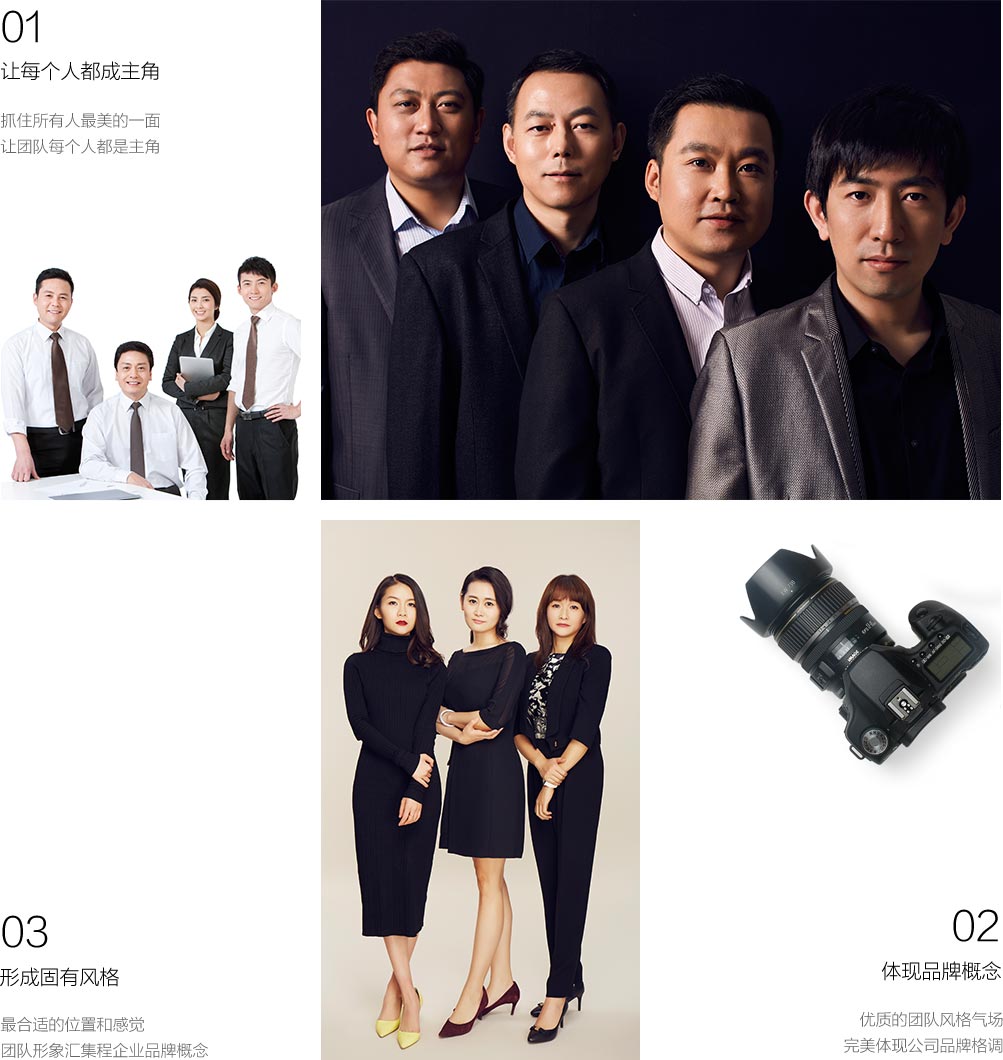 01
让每个人都成主角
抓住所有人最美的一面
让团队每个人都是主角
02
体现品牌概念
优质的团队风格气场
完美体现公司品牌格调
03
形成固有风格
最合适的位置和感觉
团队形象汇集程企业品牌概念